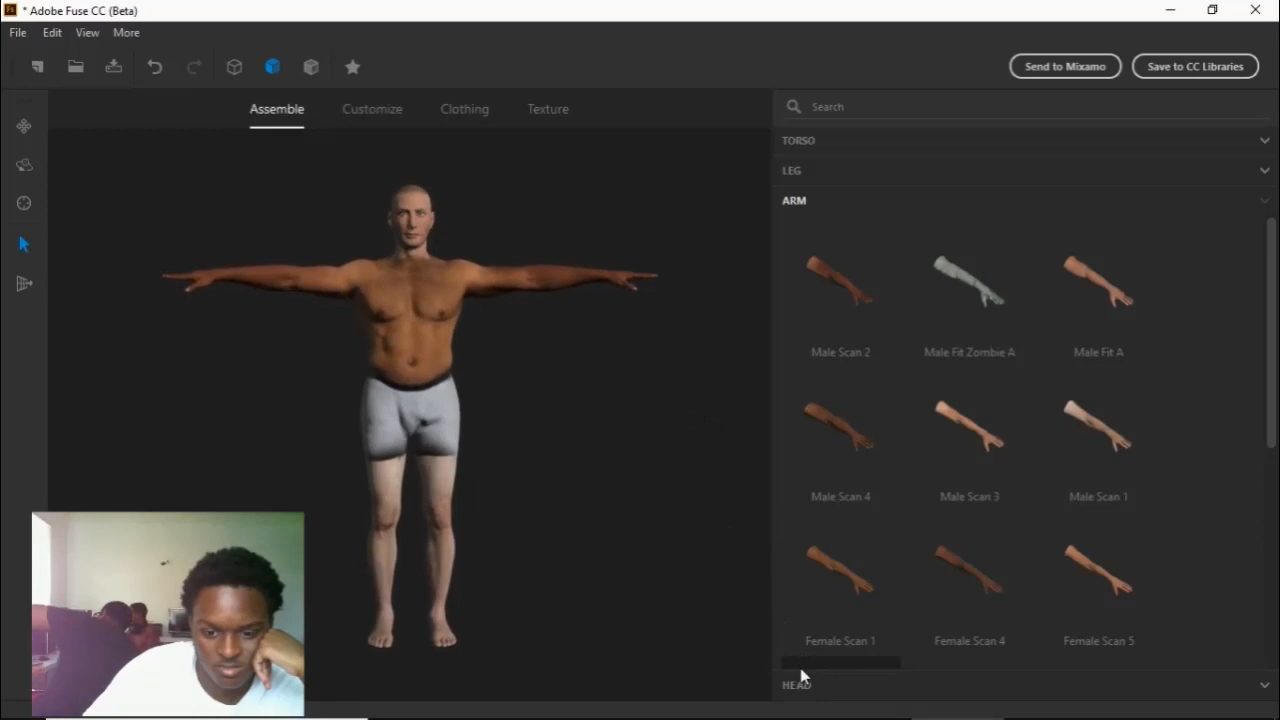 Fs * Adobe Fuse CC (Beta)
File Edit View More
Send to Mixamo Save to CC Libraries
Assemble Customize Clothing Texture
Search
TORSO
LEG
ARM
Male Scan 2 Male Fit Zombie A Male Fit A
Male Scan 4 Male Scan 3 Male Scan 1
Female Scan 1 Female Scan 4 Female Scan 5
HEAD